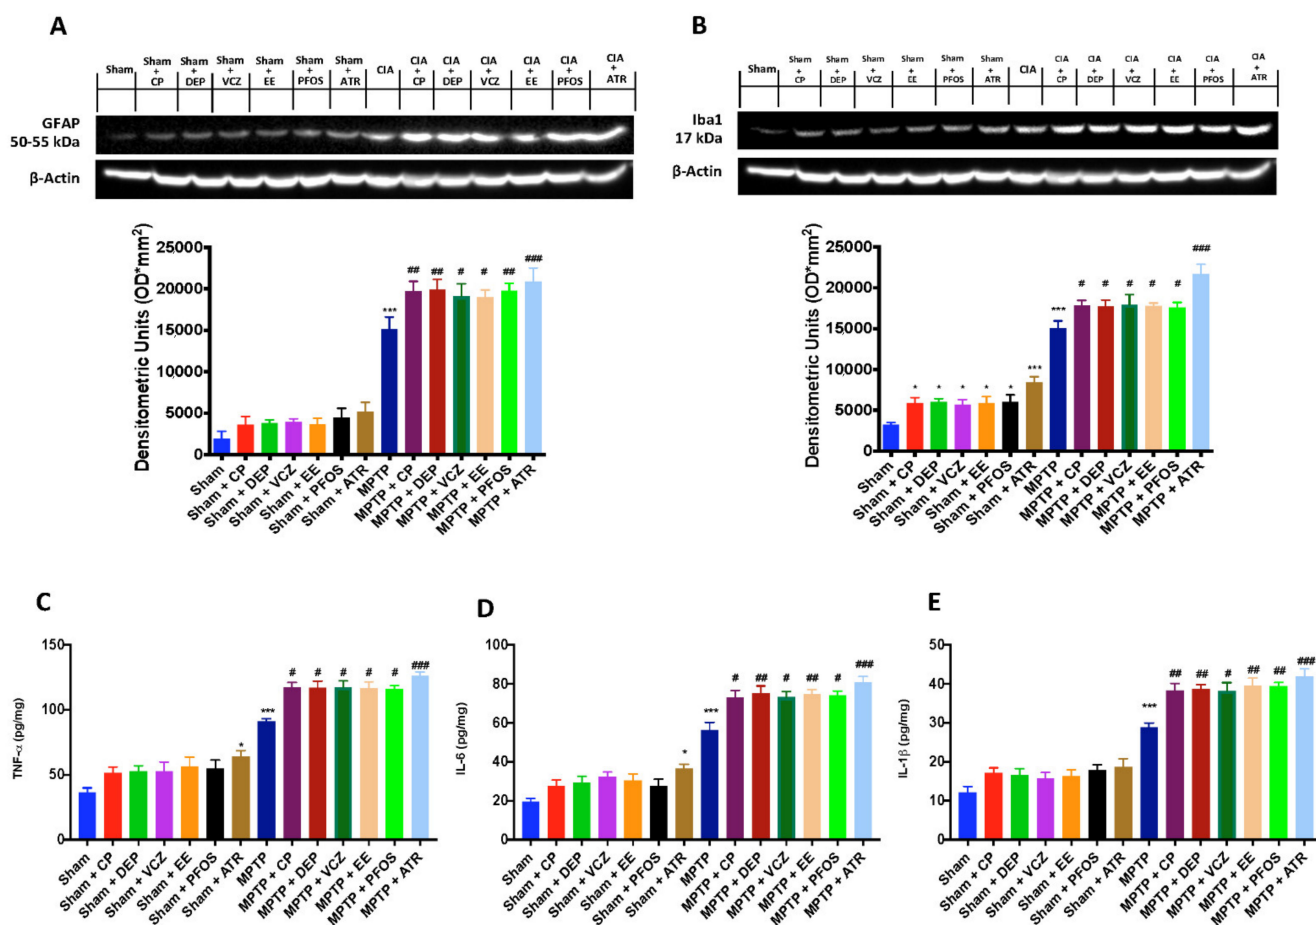 A
Sham
Sham + CP
Sham + DEP
Sham + VCZ
Sham + EE
Sham + PFOS
Sham + ATR
CIA
CIA + CP
CIA + DEP
CIA + VCZ
CIA + EE
CIA + PFOS
CIA + ATR
GFAP
50-55 kDa
β-Actin
Densitometric Units (OD*mm²)
25000
20000
15000
10000
5000
0
***
##
##
#
#
##
###
Sham
Sham + CP
Sham + DEP
Sham + VCZ
Sham + EE
Sham + PFOS
Sham + ATR
MPTP
MPTP + CP
MPTP + DEP
MPTP + VCZ
MPTP + EE
MPTP + PFOS
MPTP + ATR
B
Sham
Sham + CP
Sham + DEP
Sham + VCZ
Sham + EE
Sham + PFOS
Sham + ATR
CIA
CIA + CP
CIA + DEP
CIA + VCZ
CIA + EE
CIA + PFOS
CIA + ATR
Iba1
17 kDa
β-Actin
Densitometric Units (OD*mm²)
25000
20000
15000
10000
5000
0
*
*
*
*
*
***
***
#
#
#
#
#
###
Sham
Sham + CP
Sham + DEP
Sham + VCZ
Sham + EE
Sham + PFOS
Sham + ATR
MPTP
MPTP + CP
MPTP + DEP
MPTP + VCZ
MPTP + EE
MPTP + PFOS
MPTP + ATR
C
TNF-α (pg/mg)
150
100
50
0
*
***
#
#
#
#
#
###
Sham
Sham + CP
Sham + DEP
Sham + VCZ
Sham + EE
Sham + PFOS
Sham + ATR
MPTP
MPTP + CP
MPTP + DEP
MPTP + VCZ
MPTP + EE
MPTP + PFOS
MPTP + ATR
D
IL-6 (pg/mg)
100
80
60
40
20
0
*
***
#
##
#
##
#
###
Sham
Sham + CP
Sham + DEP
Sham + VCZ
Sham + EE
Sham + PFOS
Sham + ATR
MPTP
MPTP + CP
MPTP + DEP
MPTP + VCZ
MPTP + EE
MPTP + PFOS
MPTP + ATR
E
IL-1β (pg/mg)
50
40
30
20
10
0
***
##
##
#
##
##
###
Sham
Sham + CP
Sham + DEP
Sham + VCZ
Sham + EE
Sham + PFOS
Sham + ATR
MPTP
MPTP + CP
MPTP + DEP
MPTP + VCZ
MPTP + EE
MPTP + PFOS
MPTP + ATR